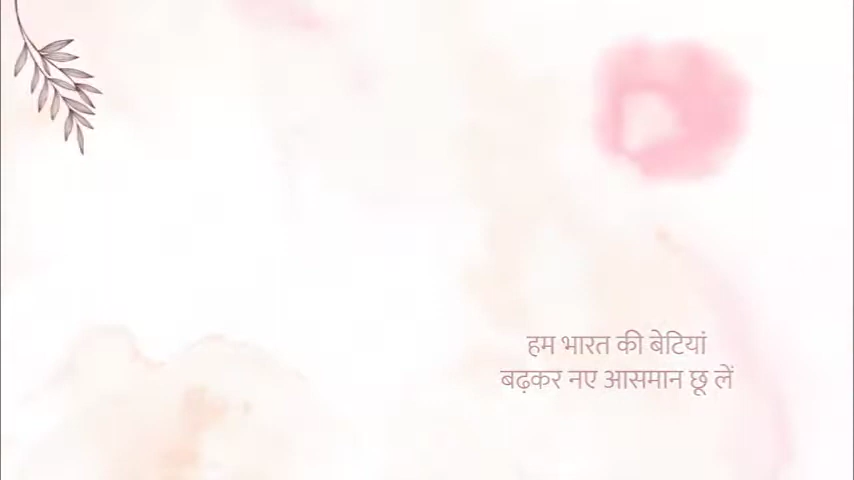 हम भारत की बेटियां
बढ़कर नए आसमान छू लें